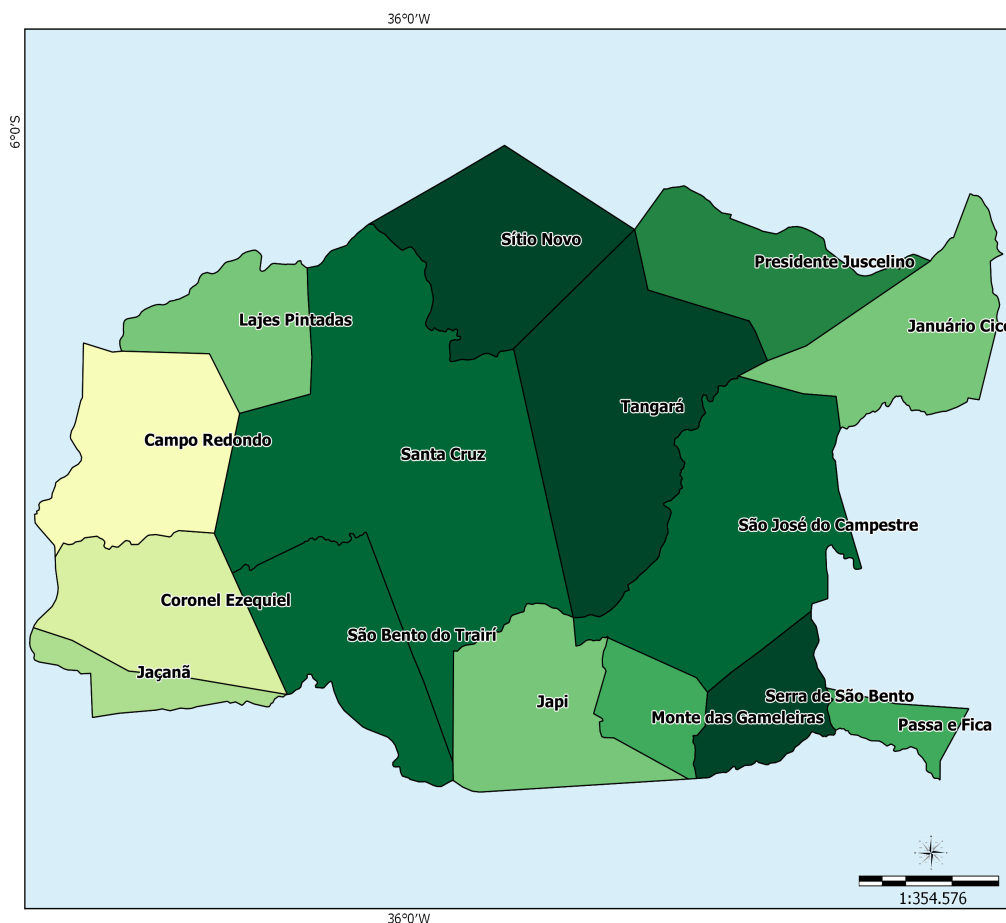 36°0'W
6°0'S
Sítio Novo
Presidente Juscelino
Lajes Pintadas
Januário Cicc
Tangará
Campo Redondo
Santa Cruz
São José do Campestre
Coronel Ezequiel
São Bento do Trairí
Jaçanã
Japi
Serra de São Bento
Monte das Gameleiras
Passa e Fica
1:354.576
36°0'W